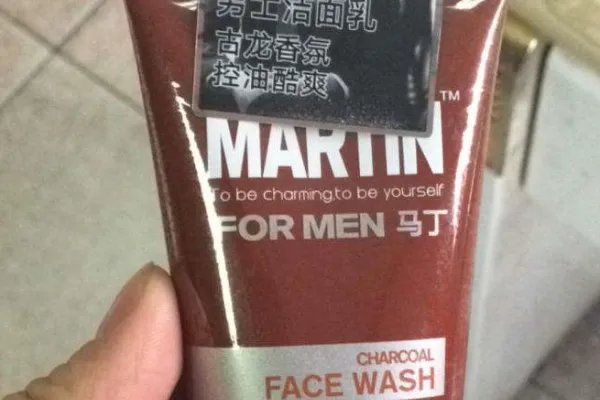 男士洁面乳
古龙香氛
控油酷爽
MARTIN™
To be charming,to be yourself
FOR MEN 马丁
CHARCOAL
FACE WASH